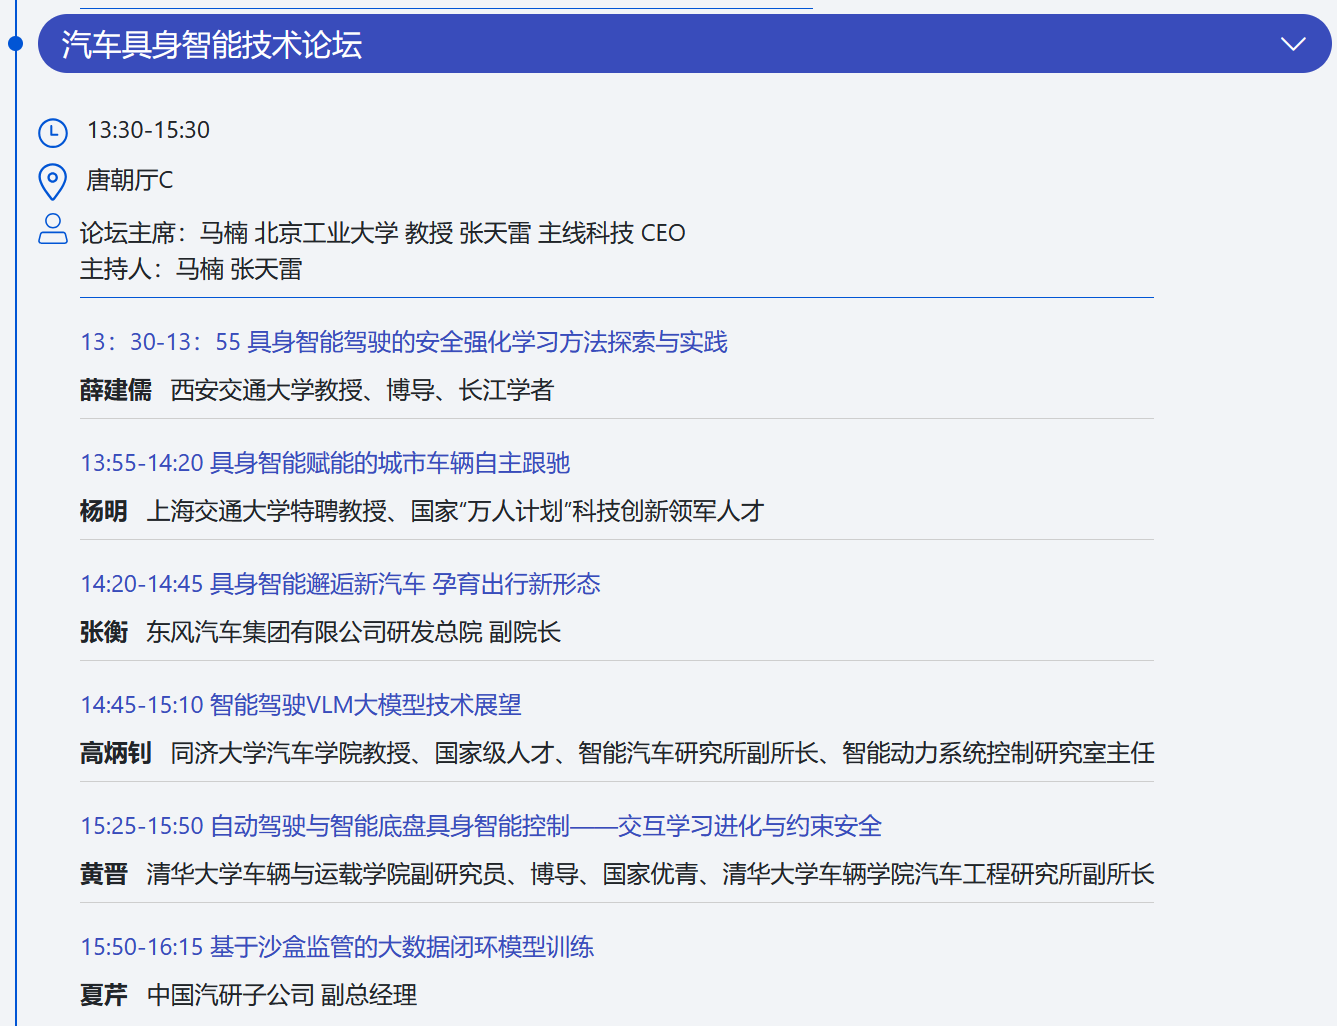 汽车具身智能技术论坛
13:30-15:30
唐朝厅C
论坛主席：马楠 北京工业大学 教授 张天雷 主线科技 CEO
主持人：马楠 张天雷
13：30-13：55 具身智能驾驶的安全强化学习方法探索与实践
薛建儒 西安交通大学教授、博导、长江学者
13:55-14:20 具身智能赋能的城市车辆自主跟驰
杨明 上海交通大学特聘教授、国家“万人计划”科技创新领军人才
14:20-14:45 具身智能邂逅新汽车 孕育出行新形态
张衡 东风汽车集团有限公司研发总院 副院长
14:45-15:10 智能驾驶VLM大模型技术展望
高炳钊 同济大学汽车学院教授、国家级人才、智能汽车研究所副所长、智能动力系统控制研究室主任
15:25-15:50 自动驾驶与智能底盘具身智能控制——交互学习进化与约束安全
黄晋 清华大学车辆与运载学院副研究员、博导、国家优青、清华大学车辆学院汽车工程研究所副所长
15:50-16:15 基于沙盒监管的大数据闭环模型训练
夏芹 中国汽研子公司 副总经理